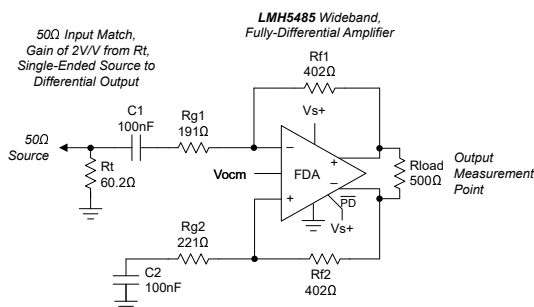 LMH5485 Wideband,
Fully-Differential Amplifier
50Ω Input Match,
Gain of 2V/V from Rt,
Single-Ended Source to
Differential Output
Rf1
402Ω
C1
100nF
Rg1
191Ω
Vs+
50Ω
Source
Rt
60.2Ω
Vocm
−
+
FDA
+
−
PD
Vs+
Rload
500Ω
Output
Measurement
Point
Rg2
221Ω
C2
100nF
Rf2
402Ω